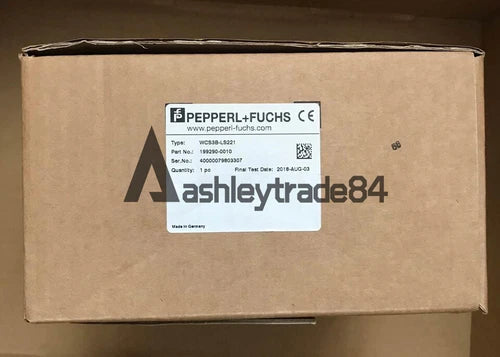 PEPPERL+FUCHS CE
www.pepperl-fuchs.com
Type: WCS3B-LS221
Part No.: 199290-0010
Ser.No.: 40000079803307
Quantity: 1 pc Final Test Date: 2018-AUG-03
ashleytrade84
Made in Germany